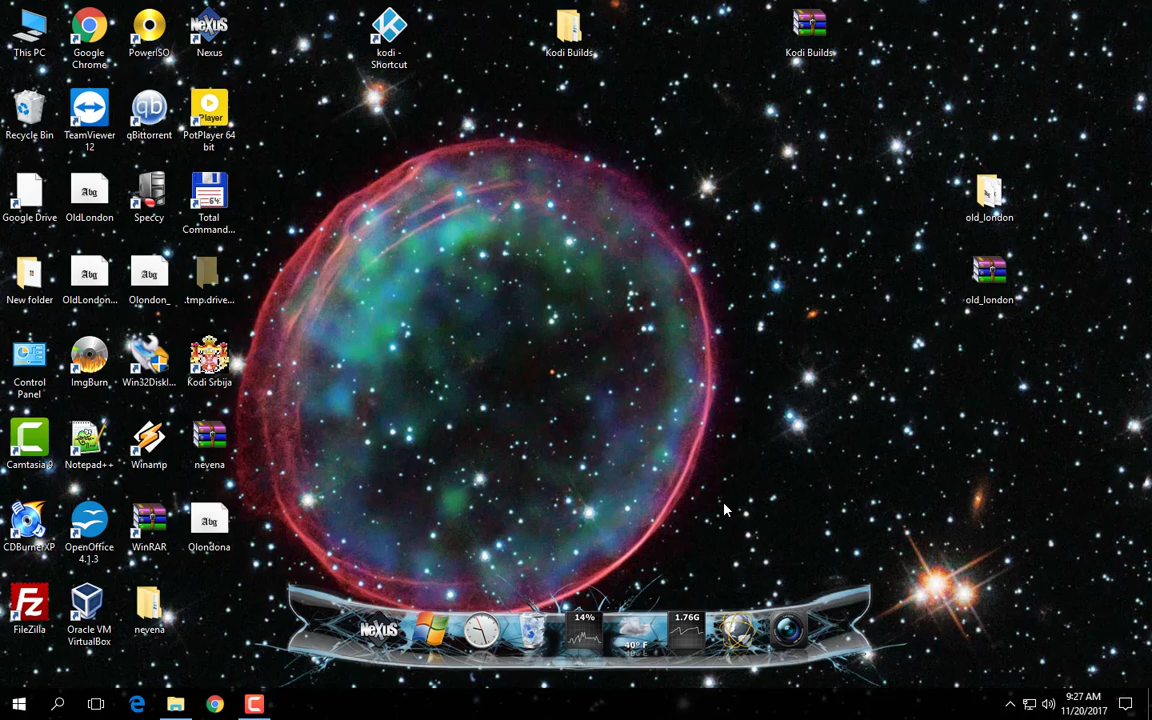 This PC
Google
Chrome
PowerISO
Nexus
kodi -
Shortcut
Kodi Builds
Kodi Builds
Recycle Bin
TeamViewer
12
qBittorrent
PotPlayer 64
bit
Google Drive
OldLondon
Speccy
Total
Command...
old_london
New folder
OldLondon...
Olondon_
.tmp.drive...
old_london
Control
Panel
ImgBurn
Win32DiskI...
Kodi Srbija
Camtasia 9
Notepad++
Winamp
nevena
CDBurnerXP
OpenOffice
4.1.3
WinRAR
Qlondona
FileZilla
Oracle VM
VirtualBox
nevena
NeXuS
14%
1.76G
40° F
9:27 AM
11/20/2017